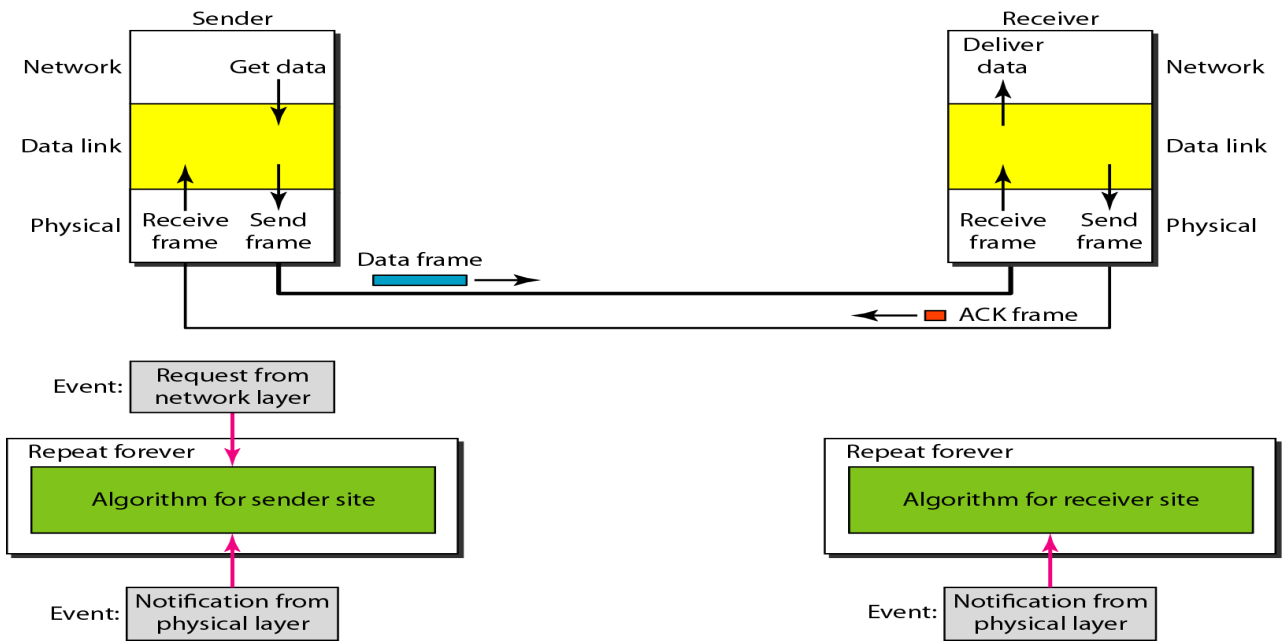 Sender
Receiver
Network
Get data
Deliver
data
Network
Data link
Data link
Physical
Receive
frame
Send
frame
Receive
frame
Send
frame
Physical
Data frame
ACK frame
Event:
Request from
network layer
Repeat forever
Algorithm for sender site
Repeat forever
Algorithm for receiver site
Event:
Notification from
physical layer
Event:
Notification from
physical layer